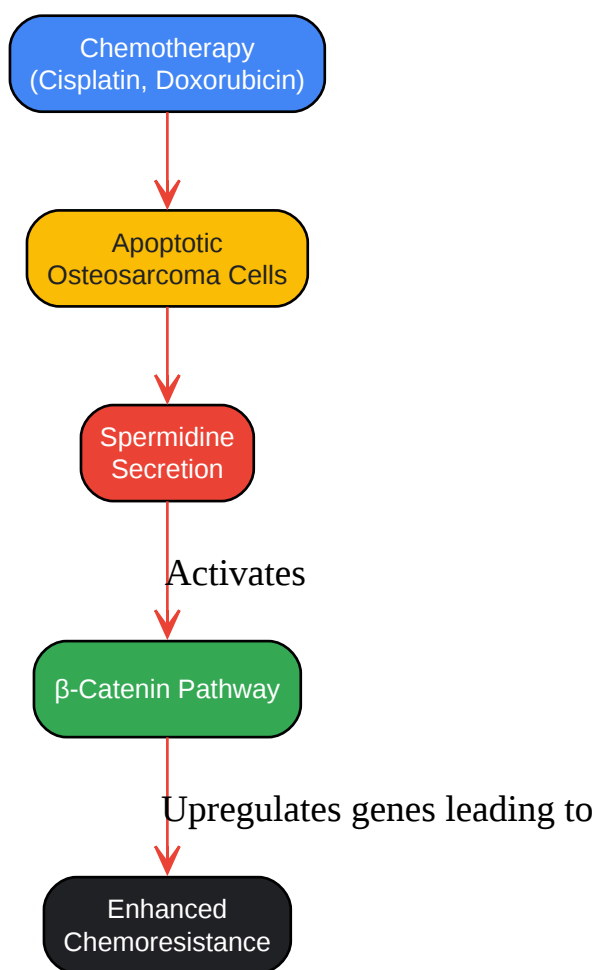 Chemotherapy
(Cisplatin, Doxorubicin)
Apoptotic
Osteosarcoma Cells
Spermidine
Secretion
Activates
β-Catenin Pathway
Upregulates genes leading to
Enhanced
Chemoresistance